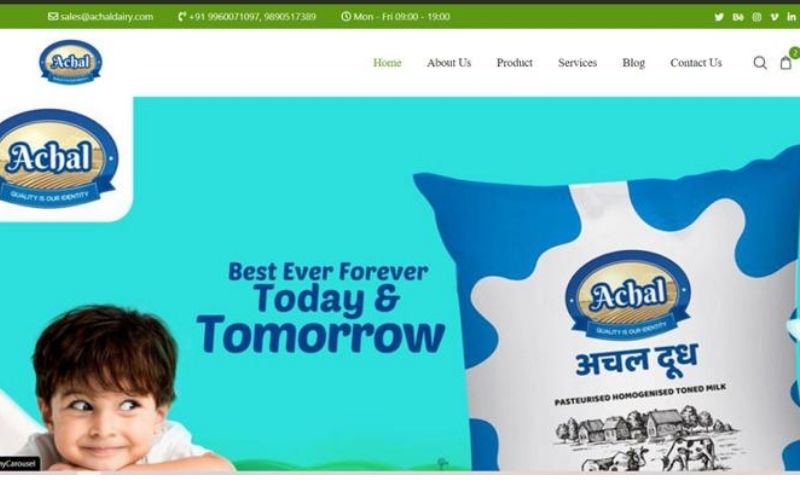 sales@achaldairy.com
+91 9960071097, 9890517389
Mon - Fri 09:00 - 19:00
Achal
Home
About Us
Product
Services
Blog
Contact Us
2
Achal
QUALITY IS OUR IDENTITY
Best Ever Forever
Today &
Tomorrow
Achal
QUALITY IS OUR IDENTITY
अचल दूध
PASTEURISED HOMOGENISED TONED MILK
nyCarousel